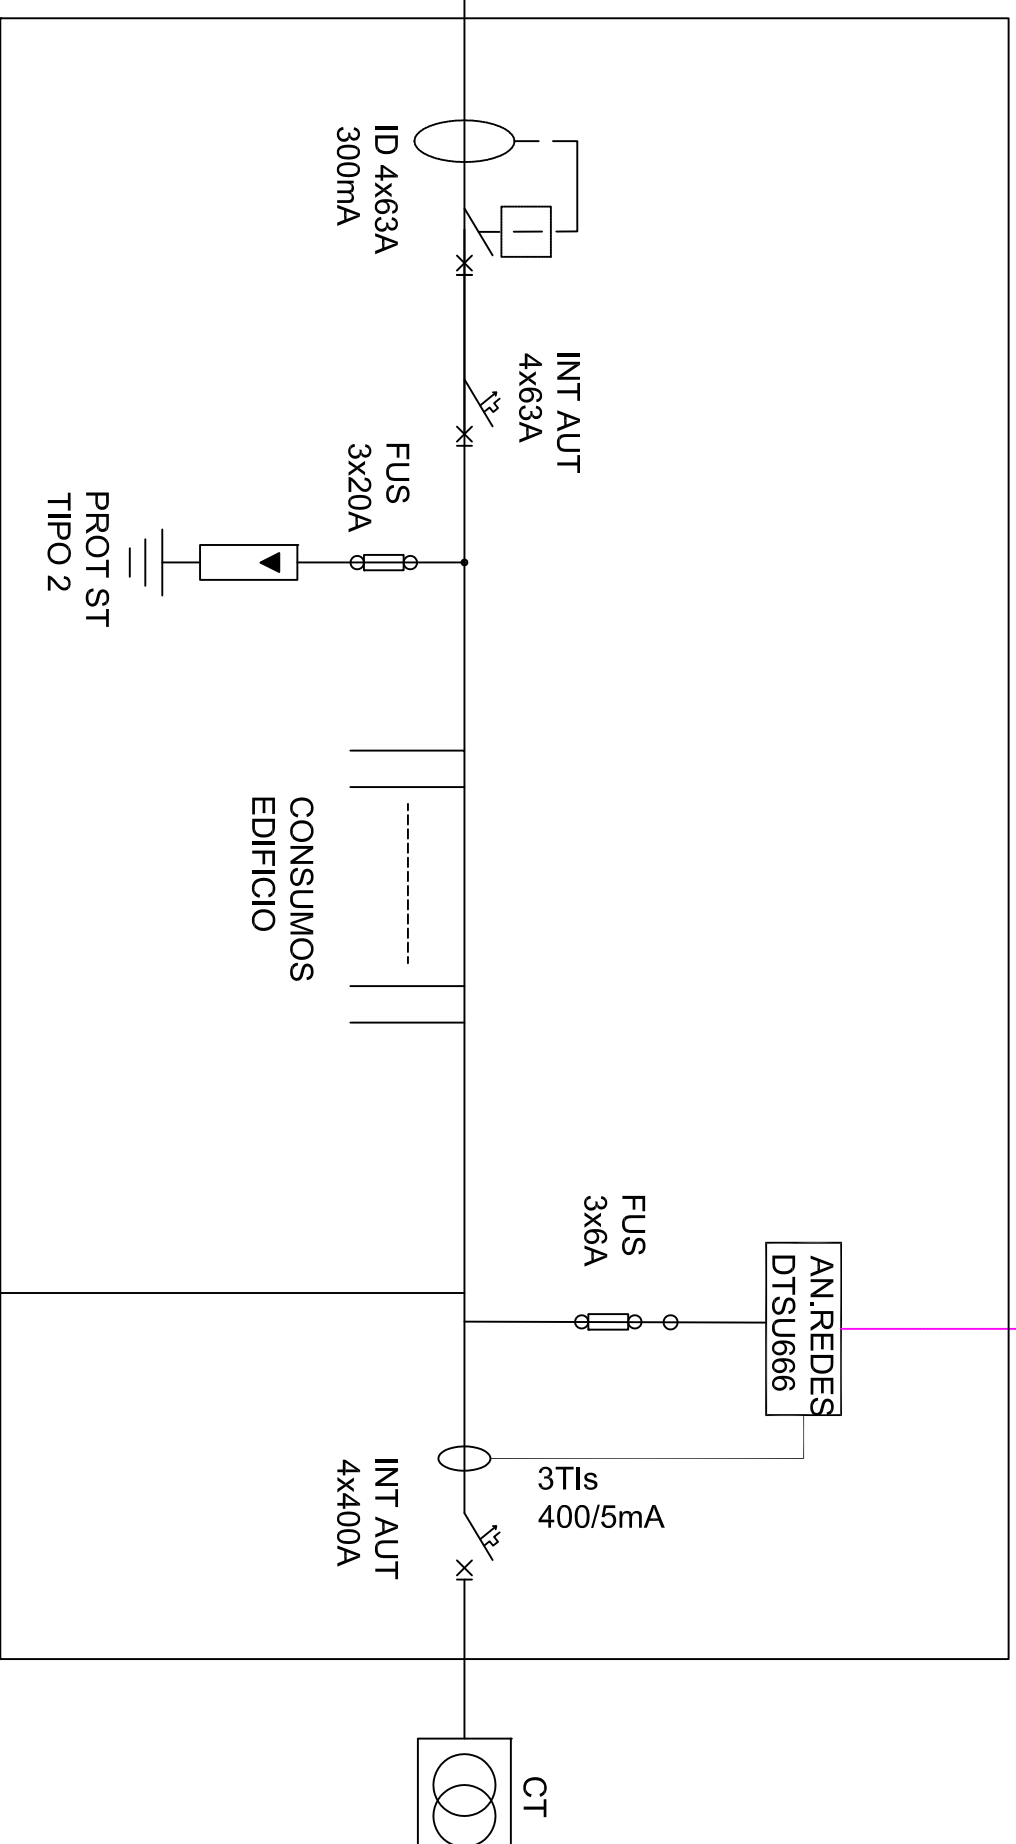 ID 4x63A
300mA
INT AUT
4x63A
FUS
3x20A
PROT ST
TIPO 2
CONSUMOS
EDIFICIO
FUS
3x6A
AN.REDES
DTSU666
3TIs
400/5mA
INT AUT
4x400A
CT